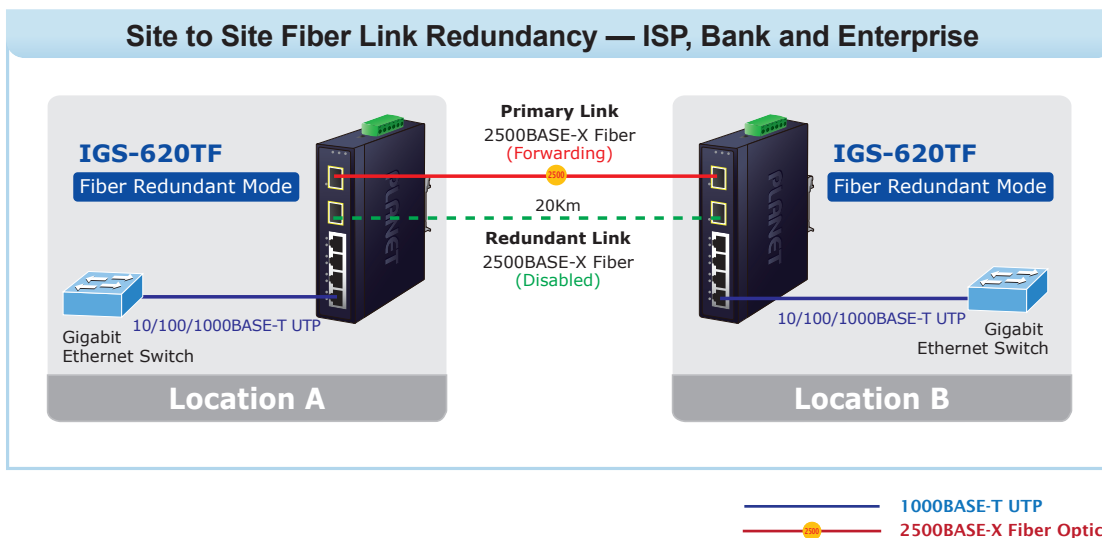 Site to Site Fiber Link Redundancy — ISP, Bank and Enterprise
IGS-620TF
Fiber Redundant Mode
PLANET
Gigabit
Ethernet Switch
10/100/1000BASE-T UTP
Location A
Primary Link
2500BASE-X Fiber
(Forwarding)
2500
20Km
Redundant Link
2500BASE-X Fiber
(Disabled)
IGS-620TF
Fiber Redundant Mode
PLANET
10/100/1000BASE-T UTP
Gigabit
Ethernet Switch
Location B
1000BASE-T UTP
2500
2500BASE-X Fiber Optic